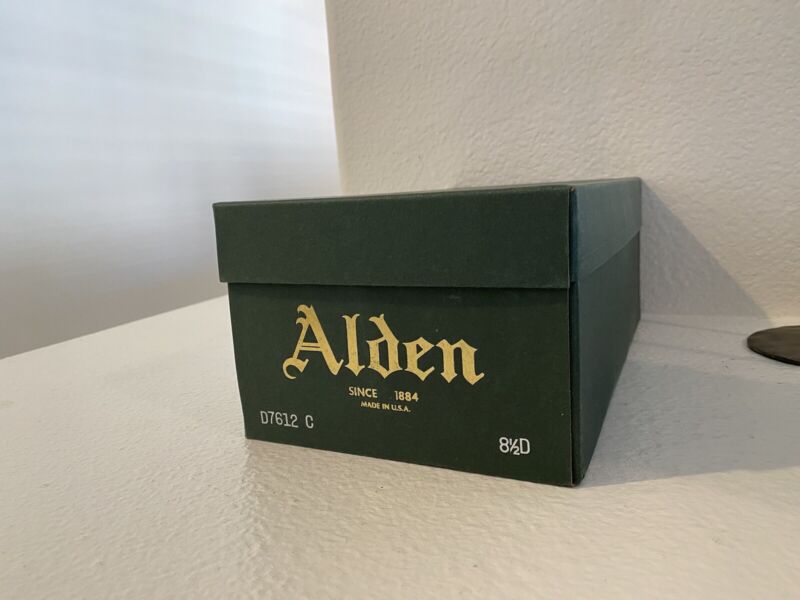 Alden
SINCE 1884
MADE IN U.S.A.
D7612 C
8½D